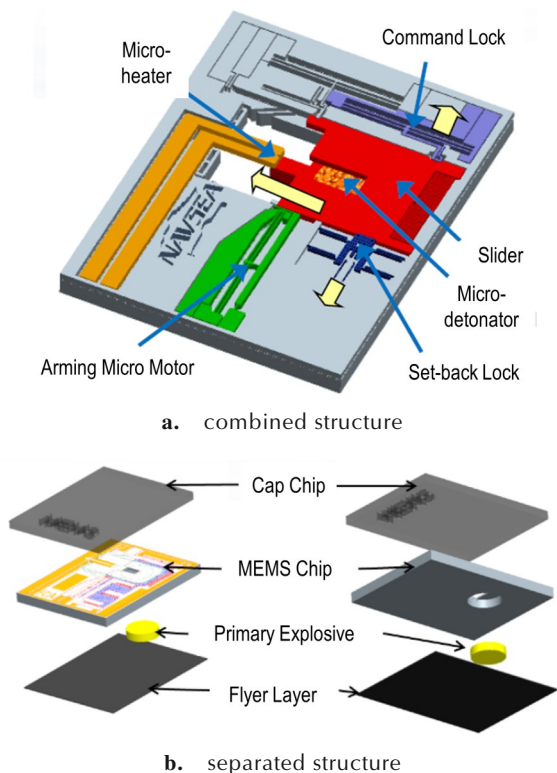 Micro-
heater
Command Lock
NAVSEA
Slider
Micro-
detonator
Arming Micro Motor
Set-back Lock
a. combined structure
Cap Chip
MEMS Chip
Primary Explosive
Flyer Layer
b. separated structure